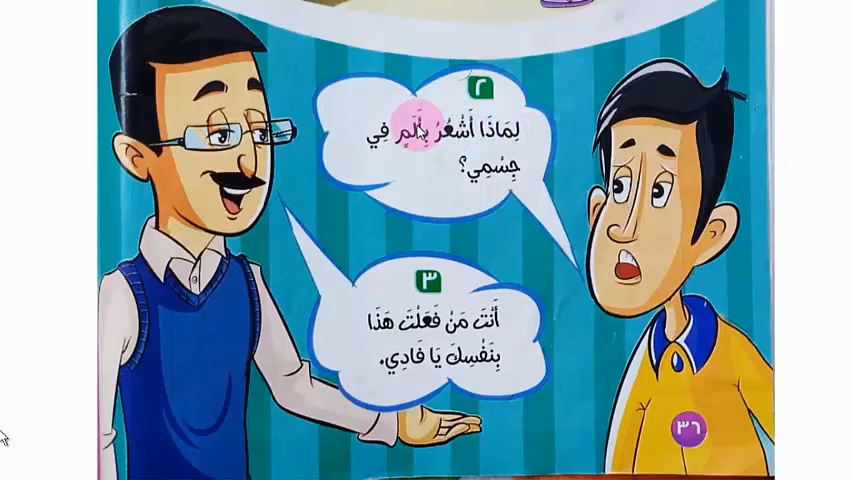 ٢
لِمَاذَا أَشْعُرُ بِأَلَمٍ فِي
جِسْمِي؟
٣
أَنْتَ مَنْ فَعَلْتَ هَذَا
بِنَفْسِكَ يَا فَادِي.
٣٦